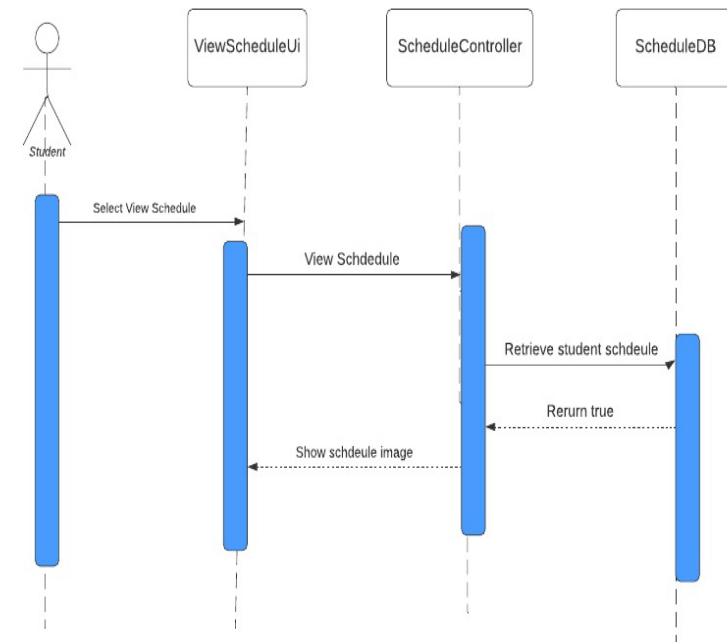 ViewScheduleUi
ScheduleController
ScheduleDB
Student
Select View Schedule
View Schdedule
Retrieve student schdeule
Rerurn true
Show schdeule image